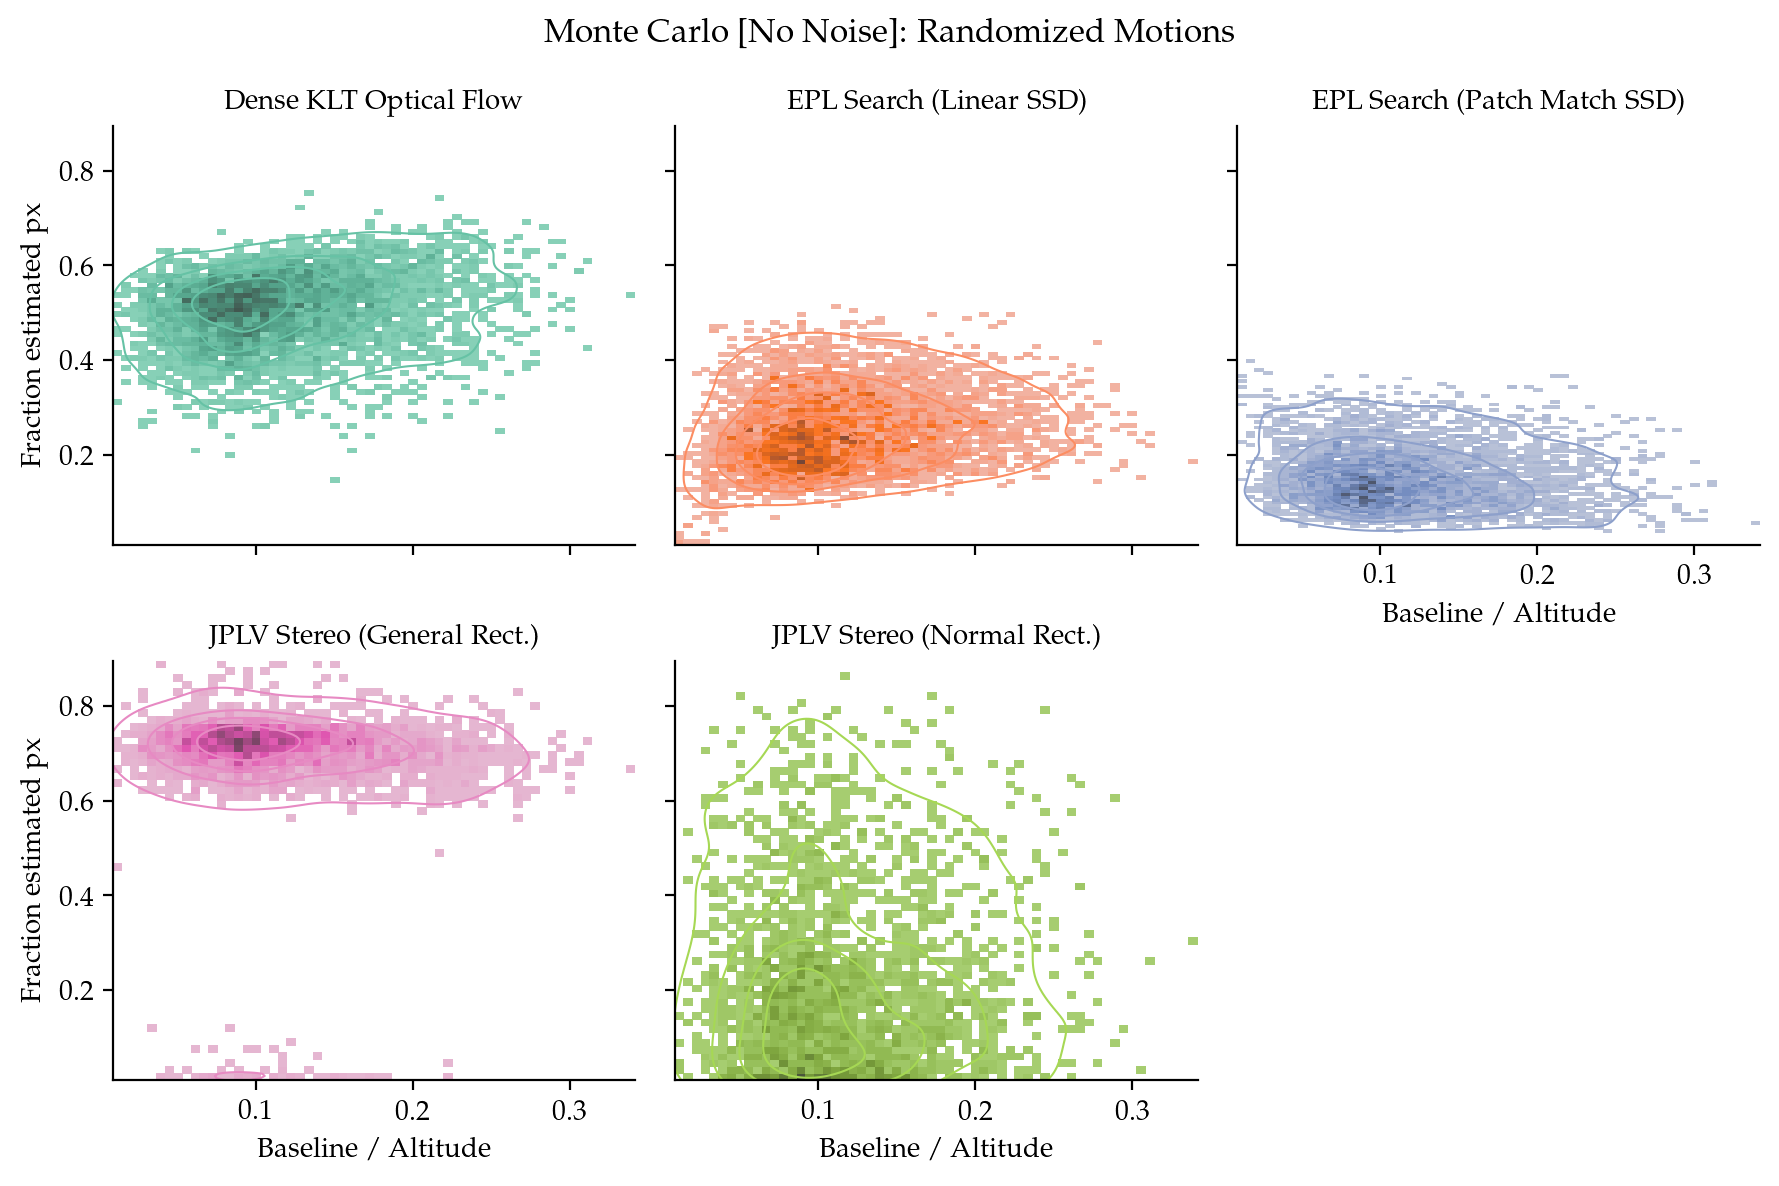 Monte Carlo [No Noise]: Randomized Motions
Dense KLT Optical Flow
EPL Search (Linear SSD)
EPL Search (Patch Match SSD)
Fraction estimated px
0.8
0.6
0.4
0.2
0.1 0.2 0.3
Baseline / Altitude
JPLV Stereo (General Rect.)
JPLV Stereo (Normal Rect.)
Fraction estimated px
0.8
0.6
0.4
0.2
0.1 0.2 0.3
Baseline / Altitude
0.1 0.2 0.3
Baseline / Altitude